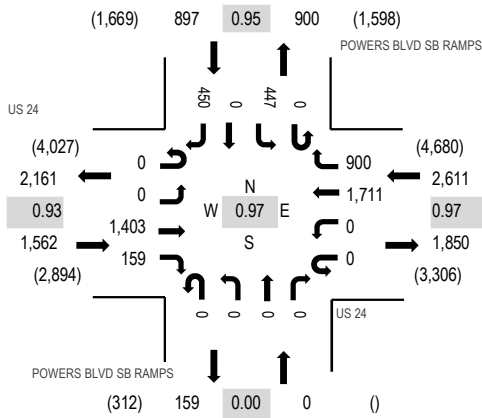 (1,669) 897 0.95 900 (1,598)
POWERS BLVD SB RAMPS
US 24
450 0 447 0
(4,027) 0 900 (4,680)
2,161 0 1,711 2,611
N
0.93 W 0.97 E 0 0.97
S
1,562 1,403 0 1,850
(2,894) 159 (3,306)
0 0 0 0
US 24
POWERS BLVD SB RAMPS
(312) 159 0.00 0 ()